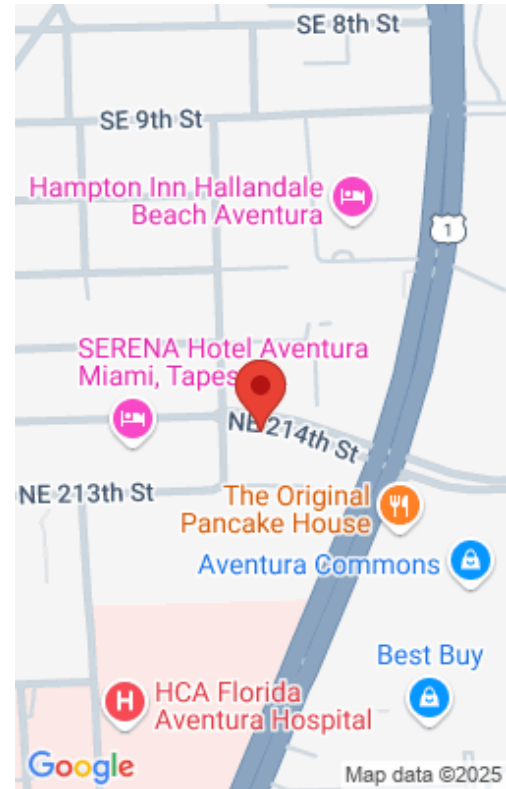 SE 8th St
SE 9th St
Hampton Inn Hallandale
Beach Aventura
1
SERENA Hotel Aventura
Miami, Tapes
NE 214th St
NE 213th St
The Original
Pancake House
Aventura Commons
Best Buy
H
HCA Florida
Aventura Hospital
Google
Map data ©2025